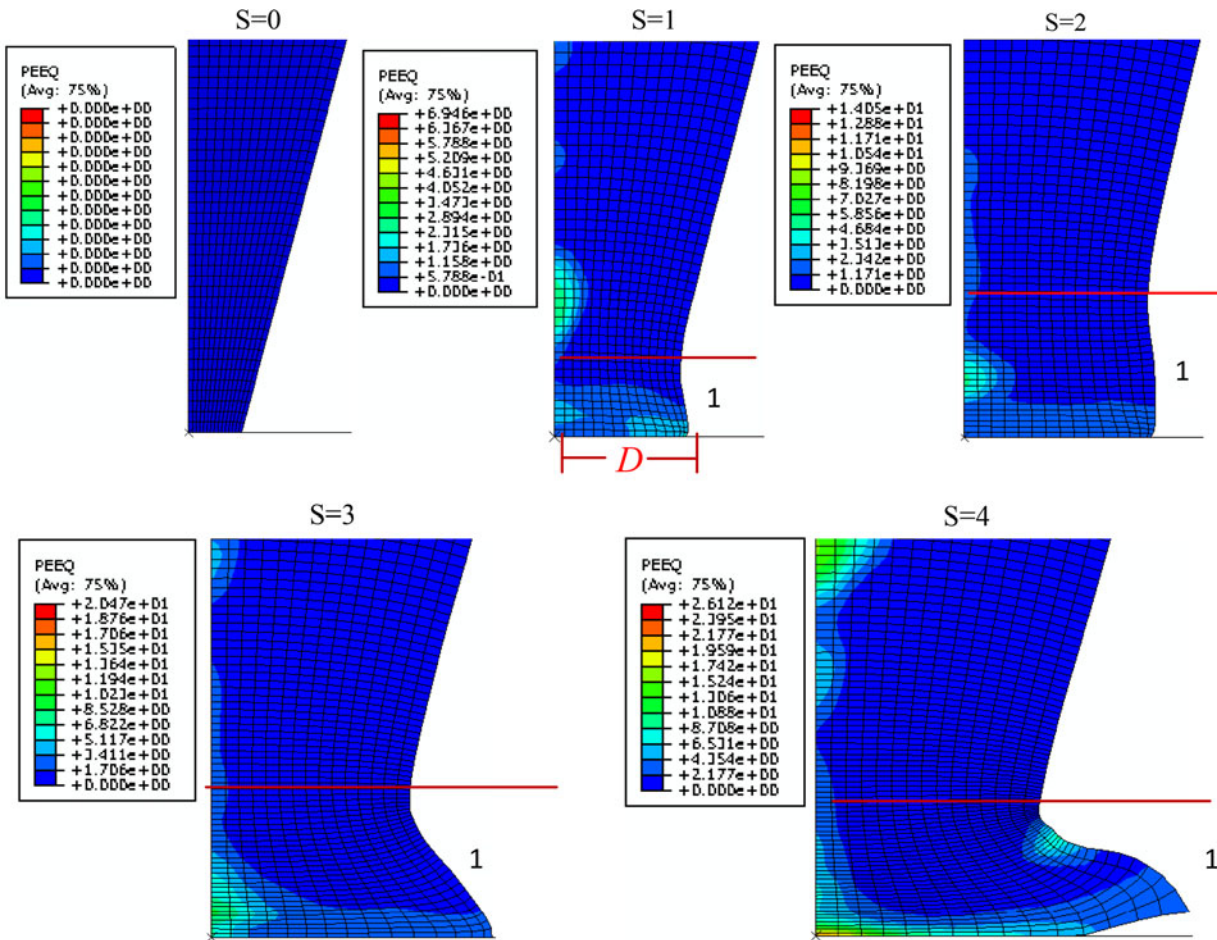 S=0
PEEQ
(Avg: 75%)
+0.000e+00
+0.000e+00
+0.000e+00
+0.000e+00
+0.000e+00
+0.000e+00
+0.000e+00
+0.000e+00
+0.000e+00
+0.000e+00
+0.000e+00
+0.000e+00
+0.000e+00
S=1
PEEQ
(Avg: 75%)
+6.946e+00
+6.367e+00
+5.788e+00
+5.209e+00
+4.631e+00
+4.052e+00
+3.473e+00
+2.894e+00
+2.315e+00
+1.736e+00
+1.158e+00
+5.788e-01
+0.000e+00
1
D
S=2
PEEQ
(Avg: 75%)
+1.405e+01
+1.288e+01
+1.171e+01
+1.054e+01
+9.369e+00
+8.198e+00
+7.027e+00
+5.856e+00
+4.684e+00
+3.513e+00
+2.342e+00
+1.171e+00
+0.000e+00
1
S=3
PEEQ
(Avg: 75%)
+2.047e+01
+1.876e+01
+1.706e+01
+1.535e+01
+1.364e+01
+1.194e+01
+1.023e+01
+8.528e+00
+6.822e+00
+5.117e+00
+3.411e+00
+1.706e+00
+0.000e+00
1
S=4
PEEQ
(Avg: 75%)
+2.612e+01
+2.395e+01
+2.177e+01
+1.959e+01
+1.742e+01
+1.524e+01
+1.306e+01
+1.088e+01
+8.708e+00
+6.531e+00
+4.354e+00
+2.177e+00
+0.000e+00
1